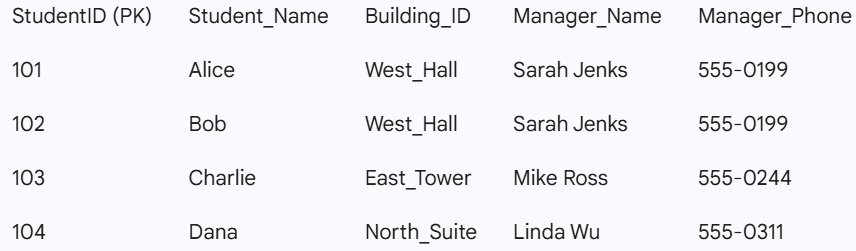 StudentID (PK) Student_Name Building_ID Manager_Name Manager_Phone
101 Alice West_Hall Sarah Jenks 555-0199
102 Bob West_Hall Sarah Jenks 555-0199
103 Charlie East_Tower Mike Ross 555-0244
104 Dana North_Suite Linda Wu 555-0311